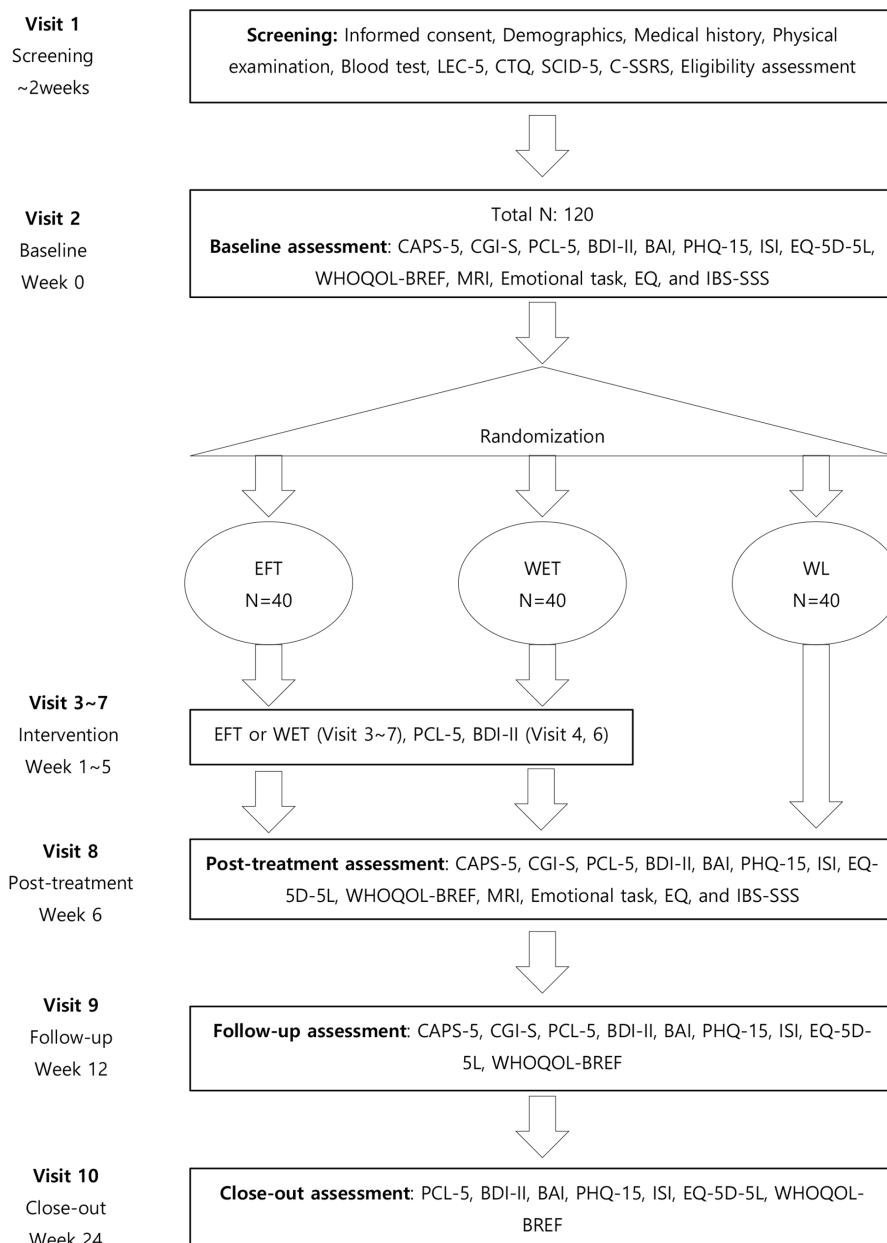 Visit 1
Screening
~2weeks
Screening: Informed consent, Demographics, Medical history, Physical
examination, Blood test, LEC-5, CTQ, SCID-5, C-SSRS, Eligibility assessment
Visit 2
Baseline
Week 0
Total N: 120
Baseline assessment: CAPS-5, CGI-S, PCL-5, BDI-II, BAI, PHQ-15, ISI, EQ-5D-5L,
WHOQOL-BREF, MRI, Emotional task, EQ, and IBS-SSS
Randomization
EFT
N=40
WET
N=40
WL
N=40
Visit 3~7
Intervention
Week 1~5
EFT or WET (Visit 3~7), PCL-5, BDI-II (Visit 4, 6)
Visit 8
Post-treatment
Week 6
Post-treatment assessment: CAPS-5, CGI-S, PCL-5, BDI-II, BAI, PHQ-15, ISI, EQ-
5D-5L, WHOQOL-BREF, MRI, Emotional task, EQ, and IBS-SSS
Visit 9
Follow-up
Week 12
Follow-up assessment: CAPS-5, CGI-S, PCL-5, BDI-II, BAI, PHQ-15, ISI, EQ-5D-
5L, WHOQOL-BREF
Visit 10
Close-out
Week 24
Close-out assessment: PCL-5, BDI-II, BAI, PHQ-15, ISI, EQ-5D-5L, WHOQOL-
BREF